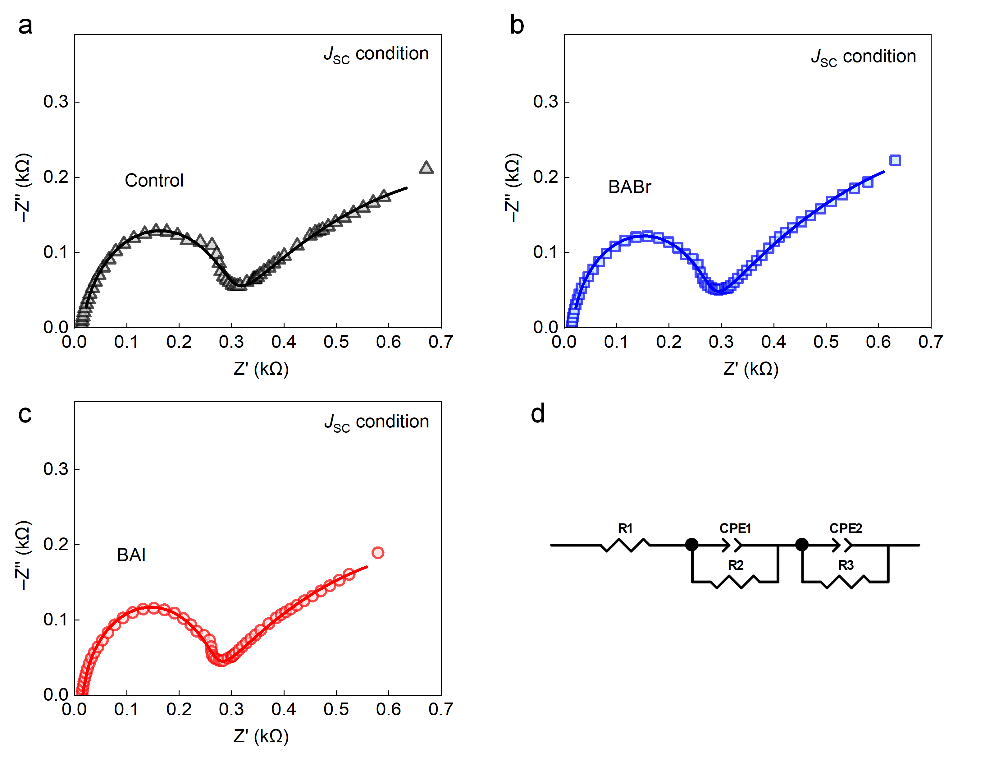 a
J_SC condition
Control
0.3
0.2
0.1
0.0
0.0 0.1 0.2 0.3 0.4 0.5 0.6 0.7
–Z" (kΩ)
Z' (kΩ)
b
J_SC condition
BABr
0.3
0.2
0.1
0.0
0.0 0.1 0.2 0.3 0.4 0.5 0.6 0.7
–Z" (kΩ)
Z' (kΩ)
c
J_SC condition
BAI
0.3
0.2
0.1
0.0
0.0 0.1 0.2 0.3 0.4 0.5 0.6 0.7
–Z" (kΩ)
Z' (kΩ)
d
R1 CPE1 CPE2
R2 R3